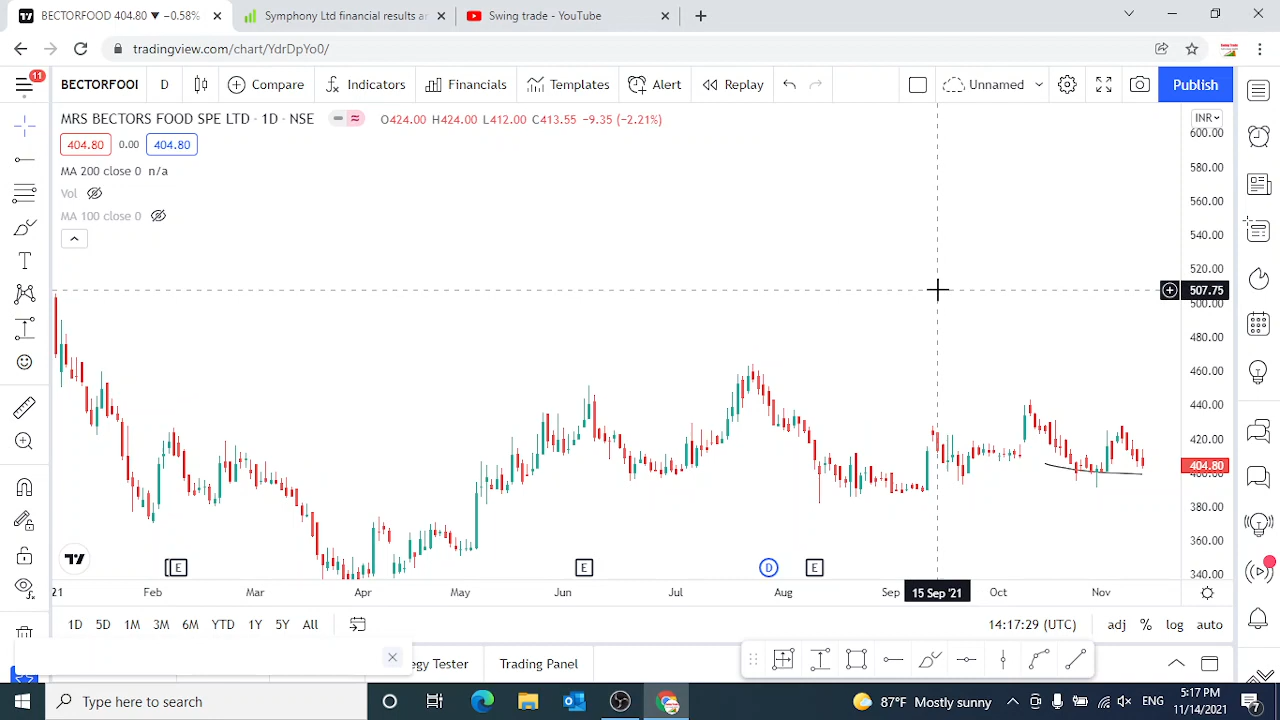 BECTORFOOD 404.80 ▼ −0.58%
Symphony Ltd financial results ar
Swing trade - YouTube
tradingview.com/chart/YdrDpYo0/
11
BECTORFOOI
D
Compare
Indicators
Financials
Templates
Alert
Replay
Unnamed
Publish
MRS BECTORS FOOD SPE LTD · 1D · NSE
O424.00 H424.00 L412.00 C413.55 −9.35 (−2.21%)
INR
404.80 0.00 404.80
MA 200 close 0 n/a
Vol
MA 100 close 0
600.00
580.00
560.00
540.00
520.00
507.75
500.00
480.00
460.00
440.00
420.00
404.80
400.00
380.00
360.00
340.00
E
E
D
E
21 Feb Mar Apr May Jun Jul Aug Sep 15 Sep '21 Oct Nov
1D 5D 1M 3M 6M YTD 1Y 5Y All
14:17:29 (UTC) adj % log auto
egy Tester
Trading Panel
Type here to search
87°F Mostly sunny
ENG
5:17 PM
11/14/2021
7